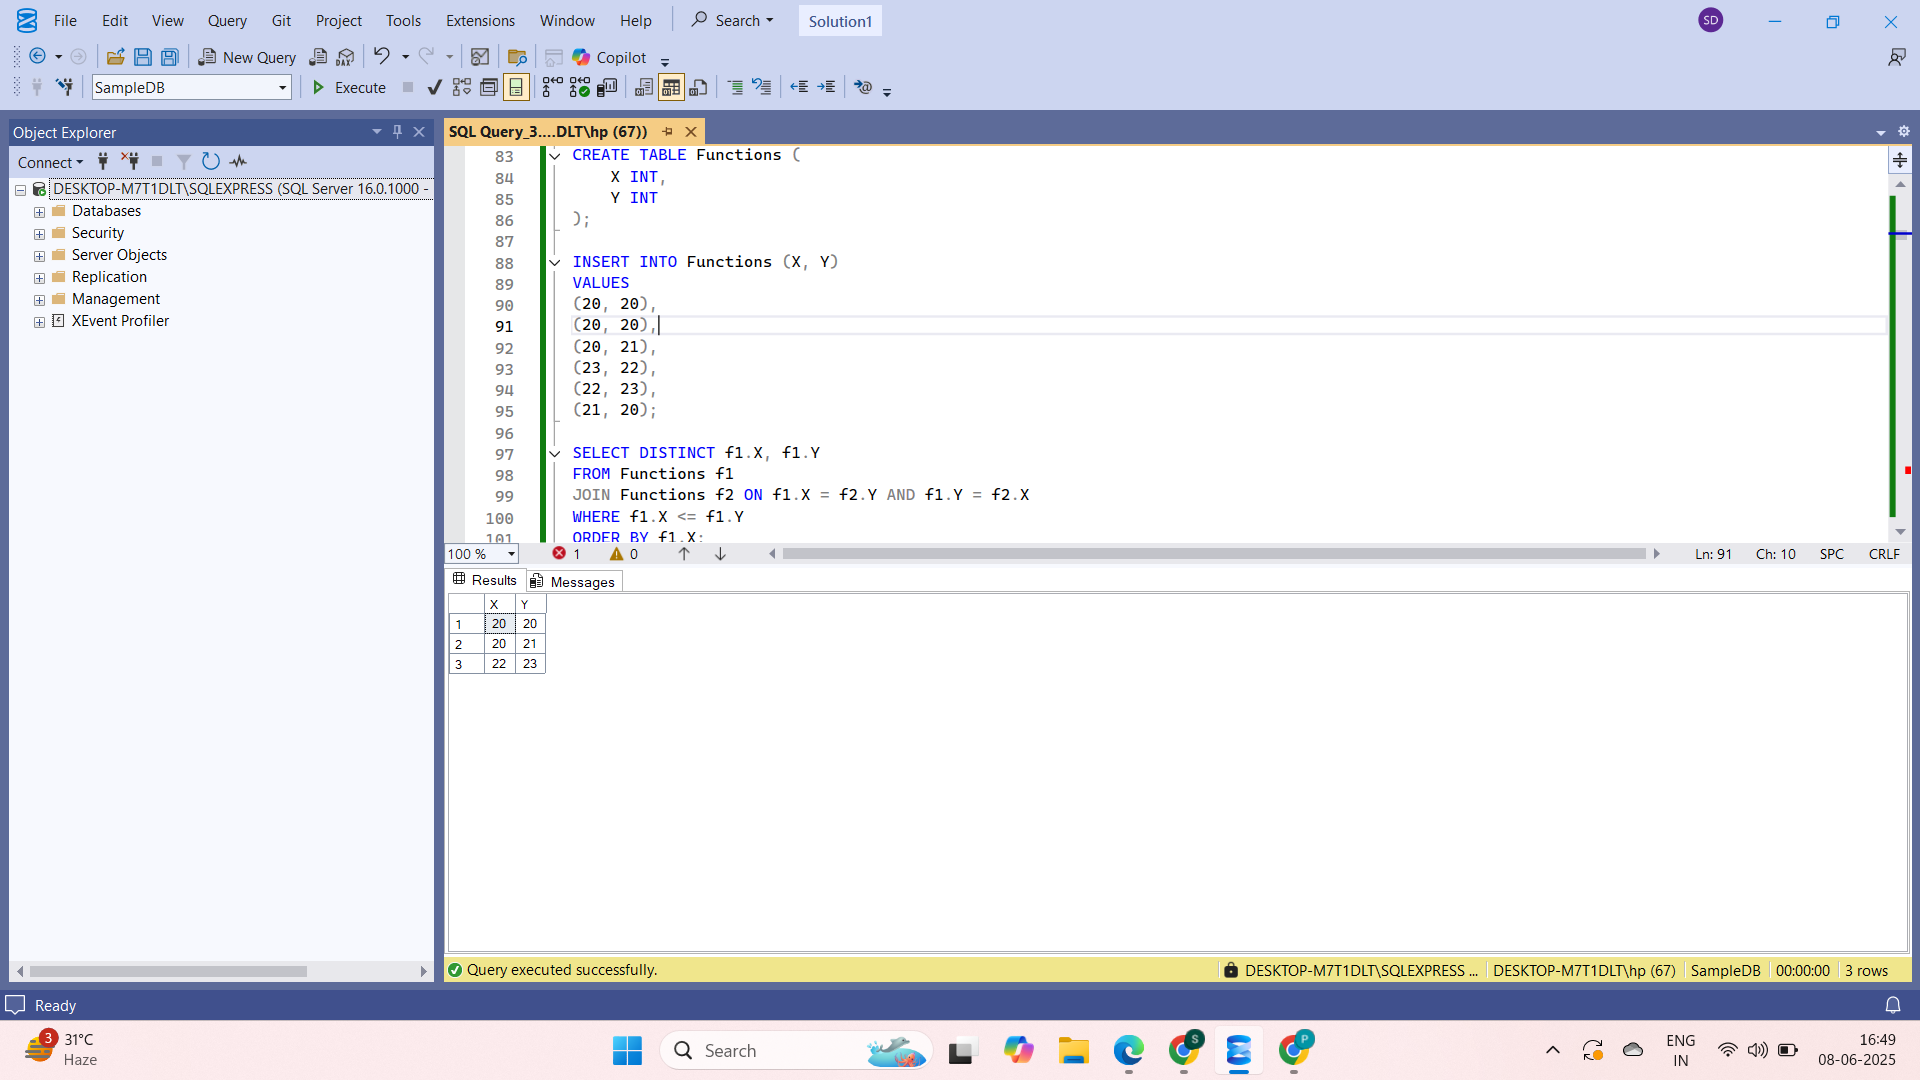 File Edit View Query Git Project Tools Extensions Window Help Search Solution1 SD
New Query DAX Copilot
SampleDB Execute
Object Explorer
Connect
DESKTOP-M7T1DLT\SQLEXPRESS (SQL Server 16.0.1000 -
Databases
Security
Server Objects
Replication
Management
XEvent Profiler
SQL Query_3....DLT\hp (67))
83 CREATE TABLE Functions (
84 X INT,
85 Y INT
86 );
87
88 INSERT INTO Functions (X, Y)
89 VALUES
90 (20, 20),
91 (20, 20),
92 (20, 21),
93 (23, 22),
94 (22, 23),
95 (21, 20);
96
97 SELECT DISTINCT f1.X, f1.Y
98 FROM Functions f1
99 JOIN Functions f2 ON f1.X = f2.Y AND f1.Y = f2.X
100 WHERE f1.X <= f1.Y
101 ORDER BY f1.X;
100 % 1 0 Ln: 91 Ch: 10 SPC CRLF
Results Messages
X Y
1 20 20
2 20 21
3 22 23
Query executed successfully. DESKTOP-M7T1DLT\SQLEXPRESS ... DESKTOP-M7T1DLT\hp (67) SampleDB 00:00:00 3 rows
Ready
3 31°C
Haze
Search
S
P
ENG
IN
16:49
08-06-2025